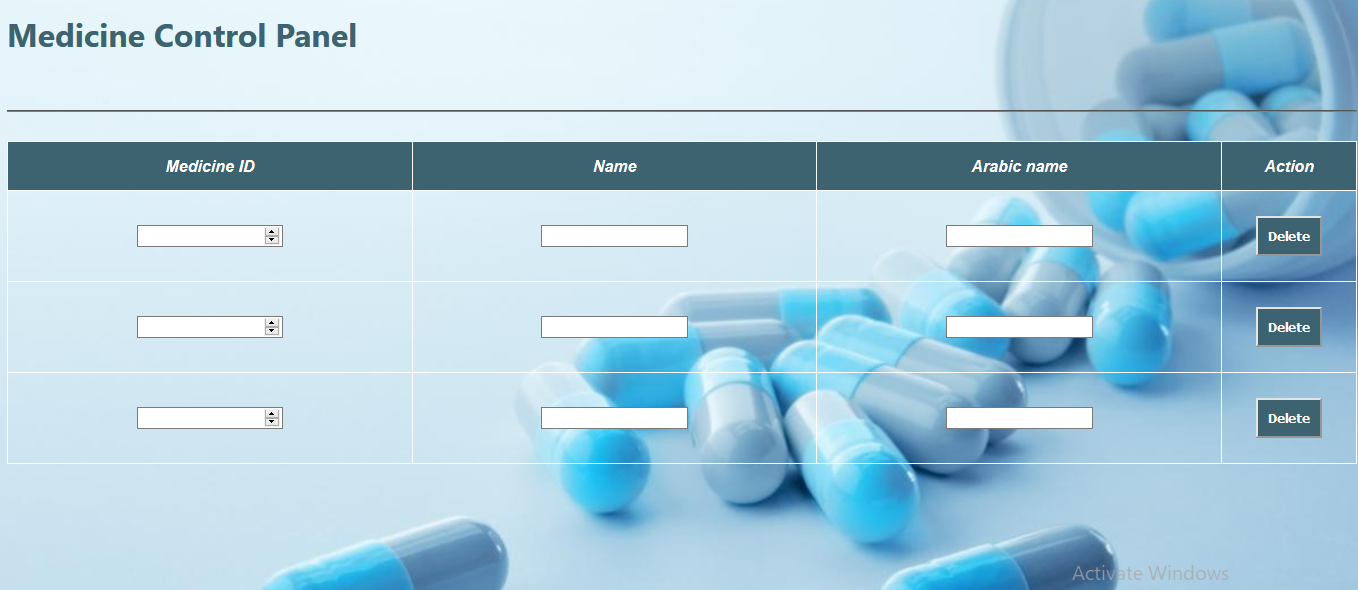 Medicine Control Panel
Medicine ID Name Arabic name Action
Delete
Delete
Delete
Activate Windows